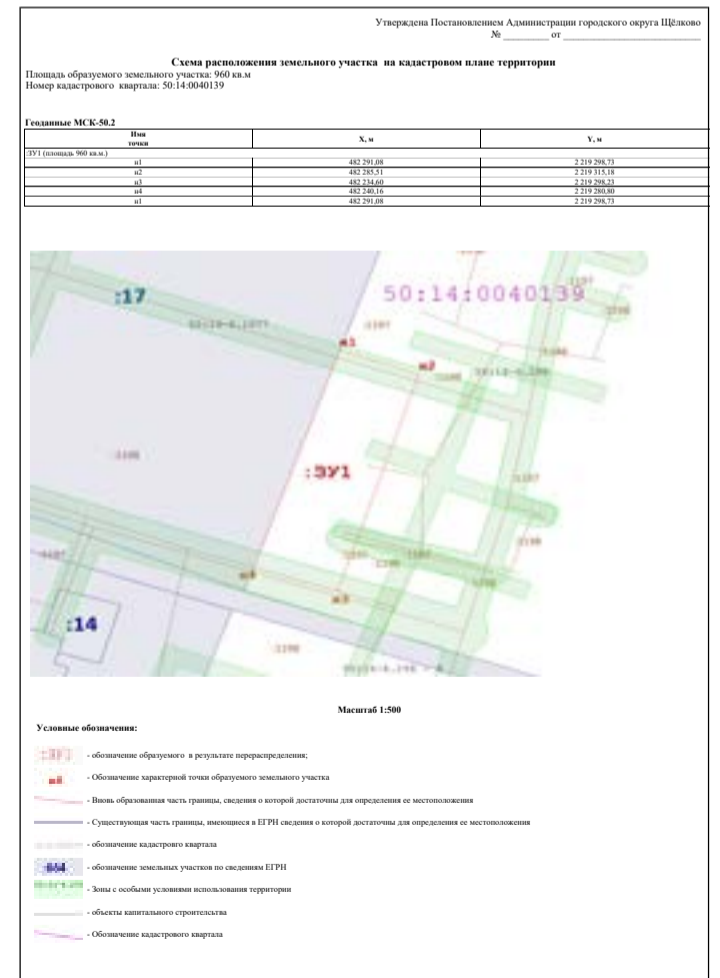 Утверждена Постановлением Администрации городского округа Щёлково
№ _________ от ___________________________
Схема расположения земельного участка на кадастровом плане территории
Площадь образуемого земельного участка: 960 кв.м
Номер кадастрового квартала: 50:14:0040139
Геоданные МСК-50.2
Имя точки X, м Y, м
:ЗУ1 (площадь 960 кв.м.)
н1 482 291,08 2 219 298,73
н2 482 285,51 2 219 315,18
н3 482 234,60 2 219 298,23
н4 482 240,16 2 219 280,80
н1 482 291,08 2 219 298,73
:17
50:14:0040139
н1
н2
:ЗУ1
н4
н3
:14
Масштаб 1:500
Условные обозначения:
- обозначение образуемого в результате перераспределения;
- Обозначение характерной точки образуемого земельного участка
- Вновь образованная часть границы, сведения о которой достаточны для определения ее местоположения
- Существующая часть границы, имеющиеся в ЕГРН сведения о которой достаточны для определения ее местоположения
- обозначение кадастрового квартала
- обозначение земельных участков по сведениям ЕГРН
- Зоны с особыми условиями использования территории
- объекты капитального строительства
- Обозначение кадастрового квартала